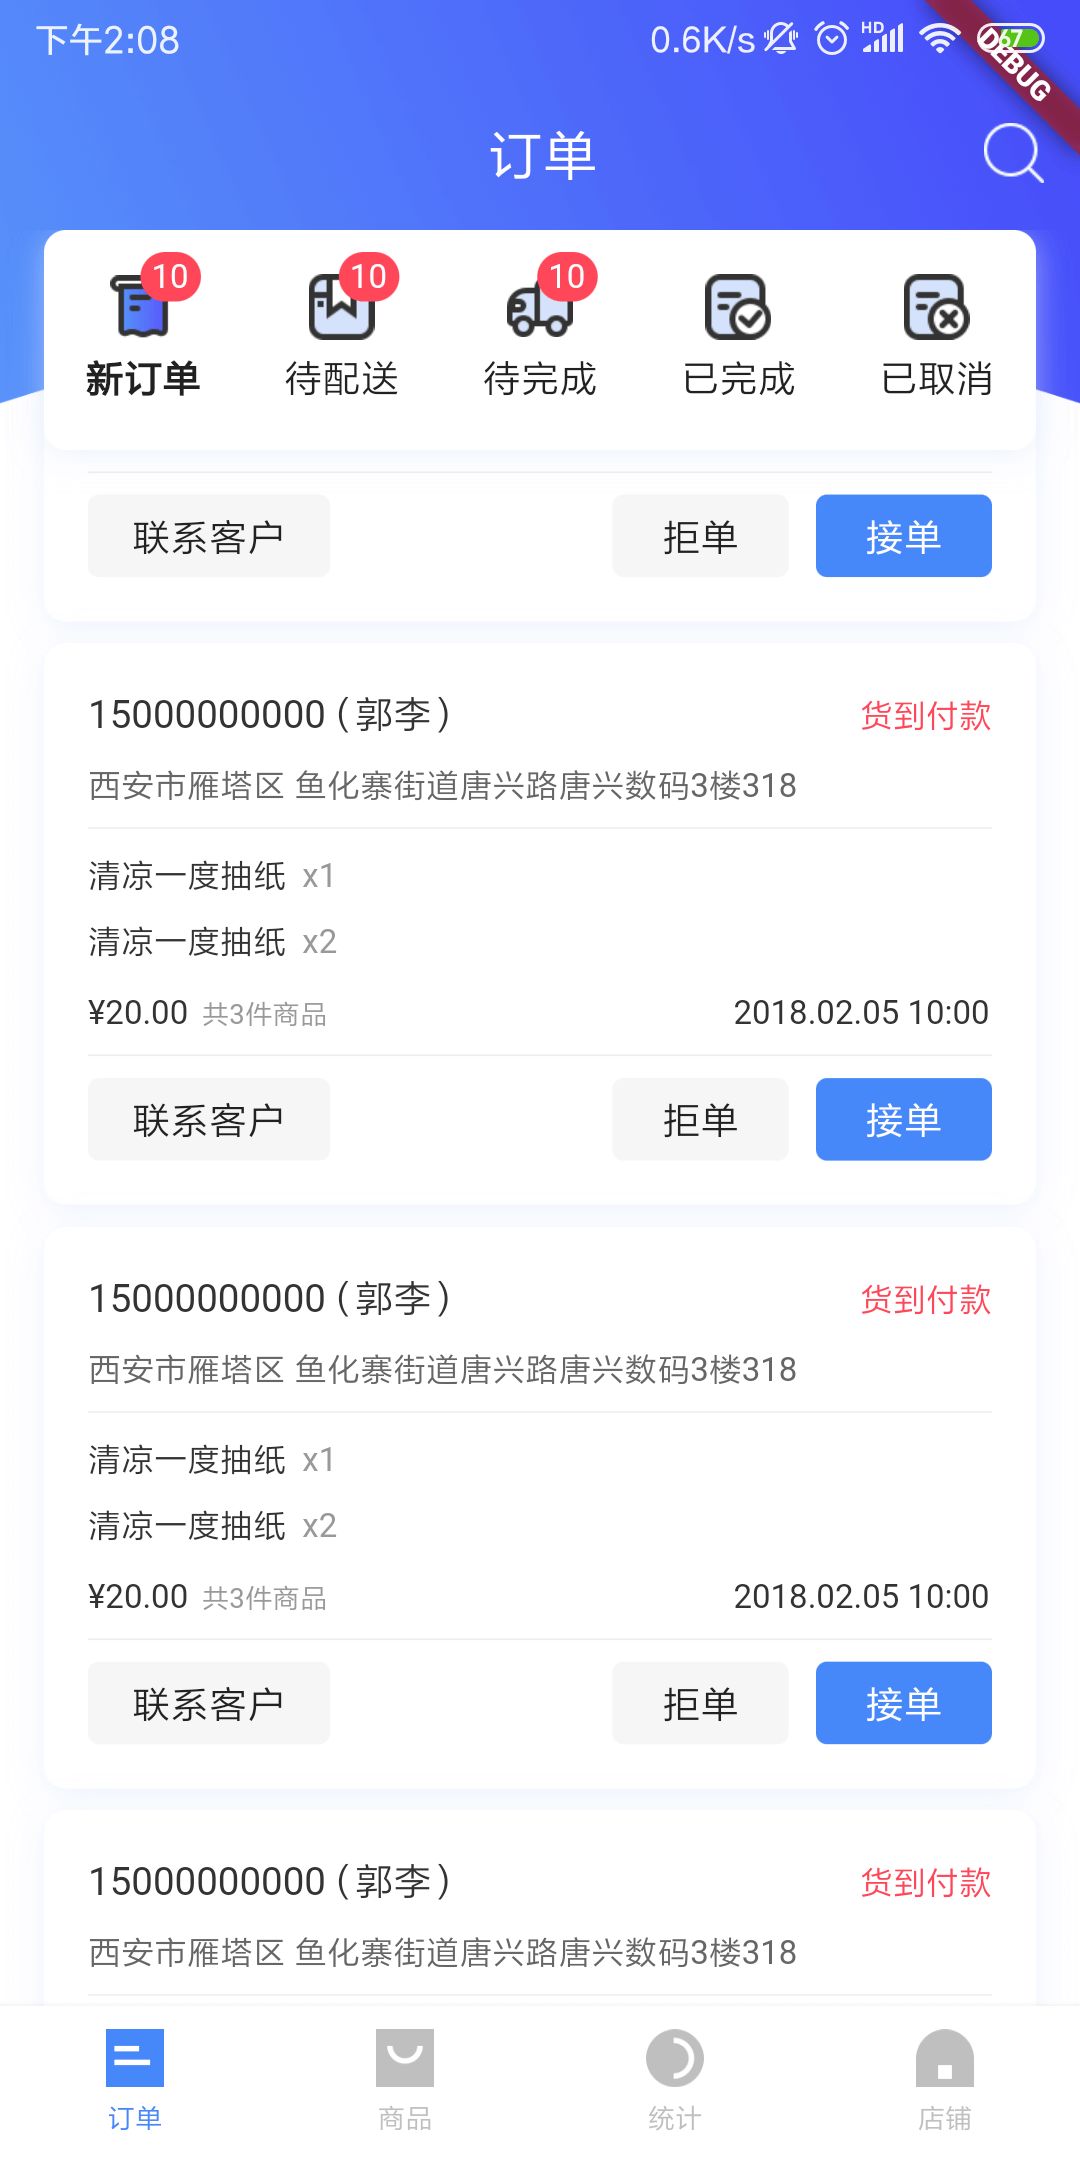 下午2:08
0.6K/s
HD
67
DEBUG
订单
10
10
10
新订单
待配送
待完成
已完成
已取消
联系客户
拒单
接单
15000000000 (郭李)
货到付款
西安市雁塔区 鱼化寨街道唐兴路唐兴数码3楼318
清凉一度抽纸 x1
清凉一度抽纸 x2
¥20.00 共3件商品
2018.02.05 10:00
联系客户
拒单
接单
15000000000 (郭李)
货到付款
西安市雁塔区 鱼化寨街道唐兴路唐兴数码3楼318
清凉一度抽纸 x1
清凉一度抽纸 x2
¥20.00 共3件商品
2018.02.05 10:00
联系客户
拒单
接单
15000000000 (郭李)
货到付款
西安市雁塔区 鱼化寨街道唐兴路唐兴数码3楼318
订单
商品
统计
店铺